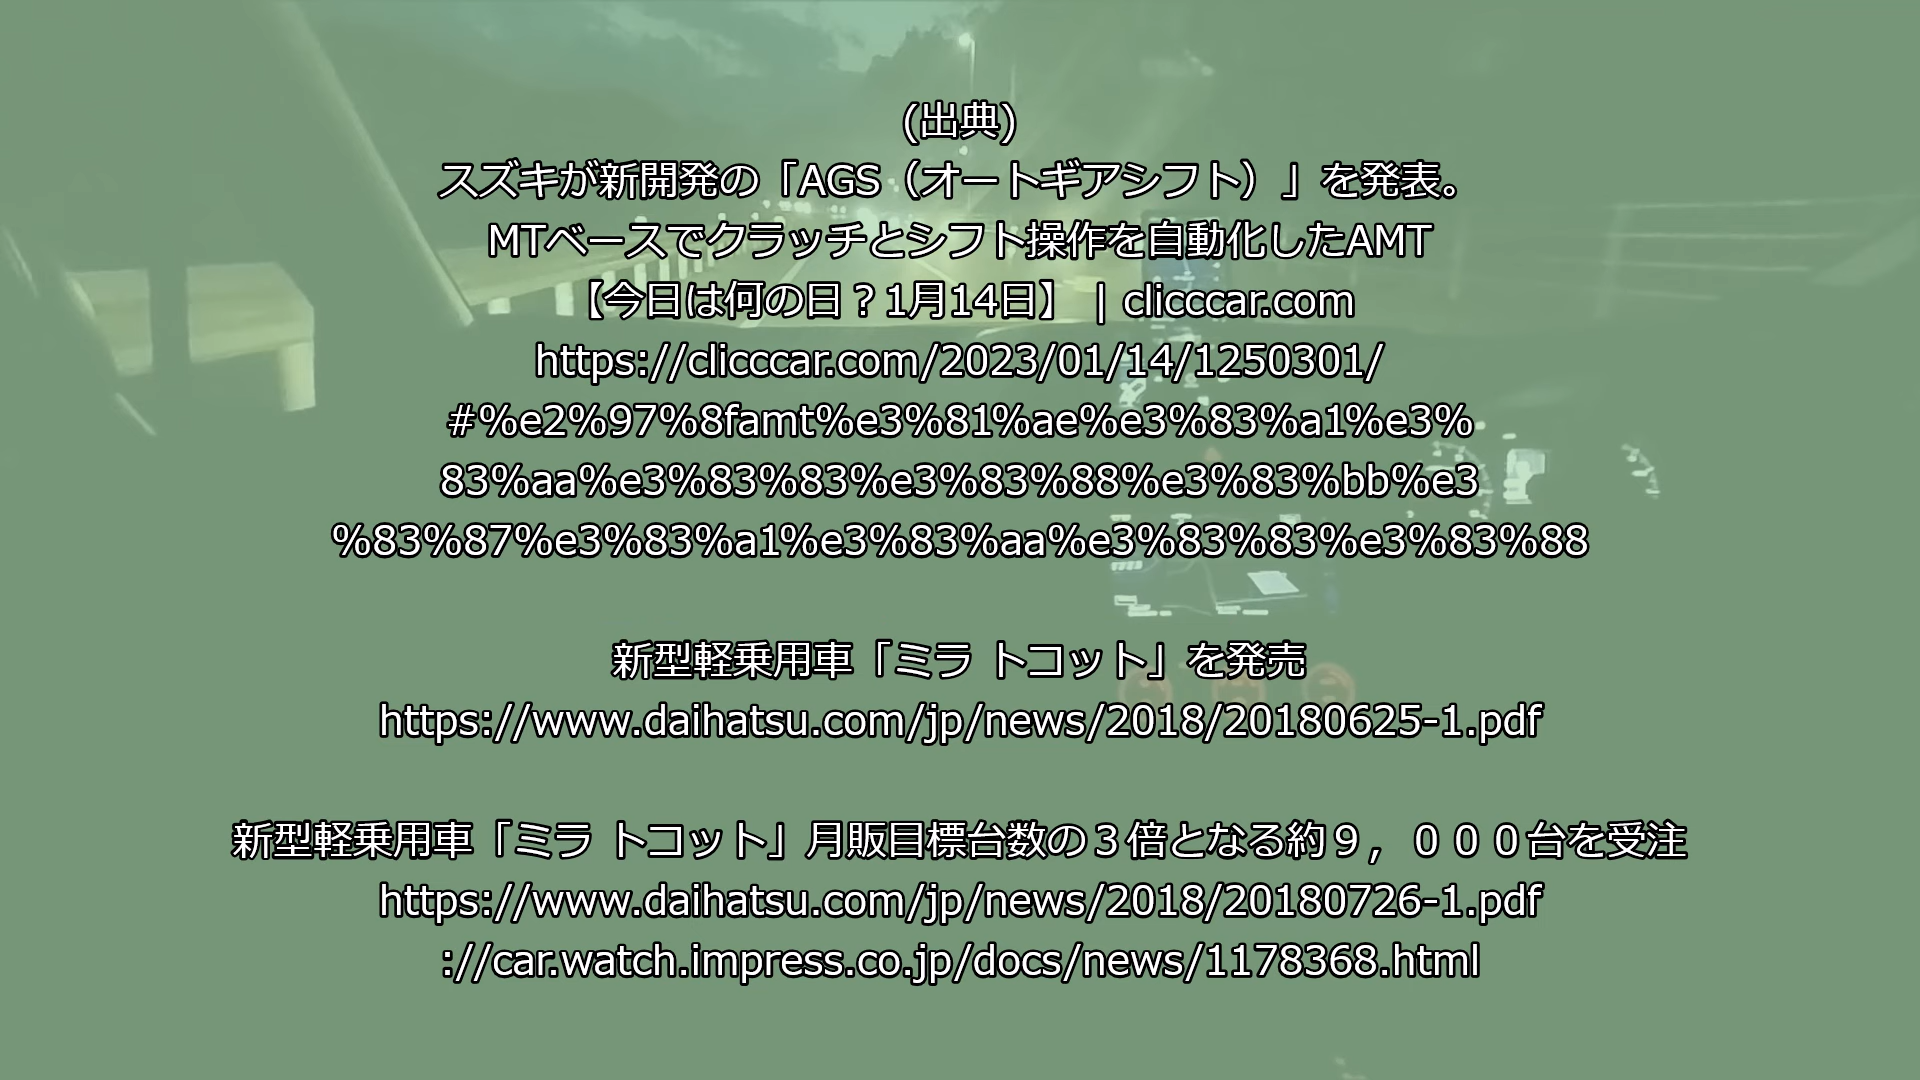 (出典)
スズキが新開発の「AGS（オートギアシフト）」を発表。
MTベースでクラッチとシフト操作を自動化したAMT
【今日は何の日？1月14日】 | clicccar.com
https://clicccar.com/2023/01/14/1250301/
#%e2%97%8famt%e3%81%ae%e3%83%a1%e3%
83%aa%e3%83%83%e3%83%88%e3%83%bb%e3
%83%87%e3%83%a1%e3%83%aa%e3%83%83%e3%83%88
新型軽乗用車「ミラ トコット」を発売
https://www.daihatsu.com/jp/news/2018/20180625-1.pdf
新型軽乗用車「ミラ トコット」月販目標台数の３倍となる約９，０００台を受注
https://www.daihatsu.com/jp/news/2018/20180726-1.pdf
://car.watch.impress.co.jp/docs/news/1178368.html